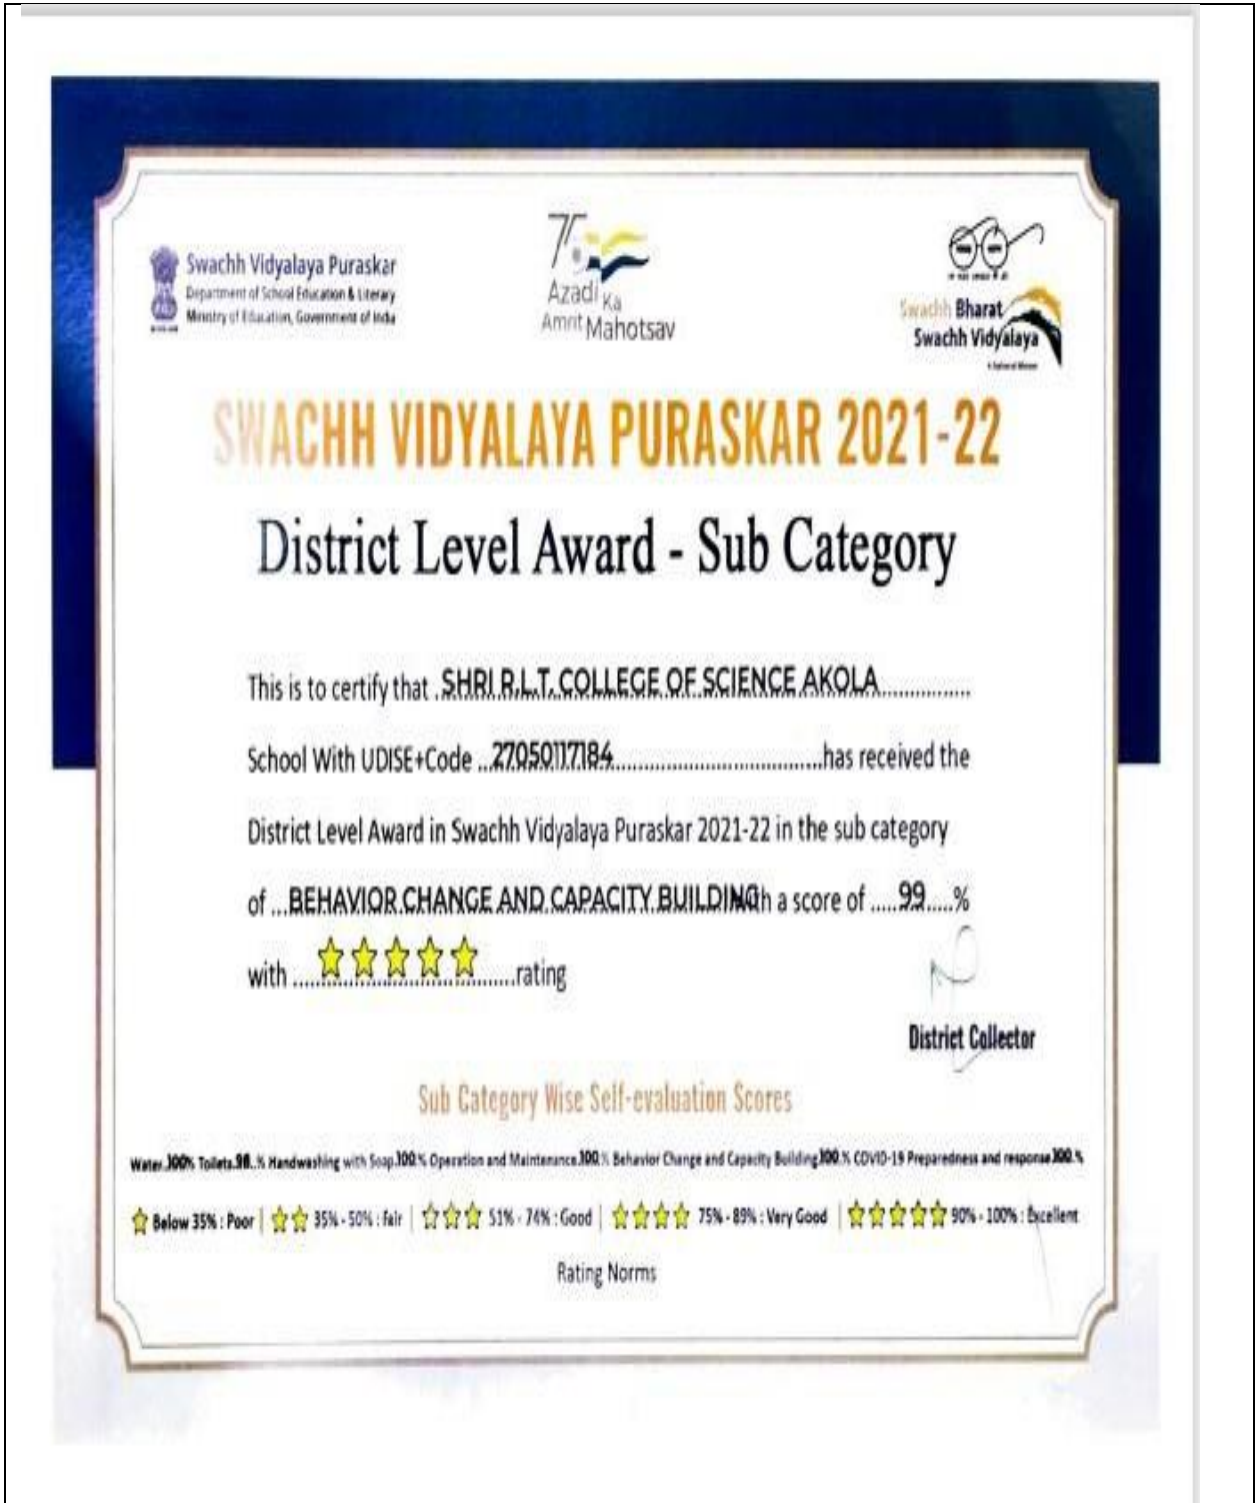 Swachh Vidyalaya Puraskar
Department of School Education & Literary
Ministry of Education, Government of India
75
Azadi Ka
Amrit Mahotsav
Swachh Bharat
Swachh Vidyalaya
SWACHH VIDYALAYA PURASKAR 2021-22
District Level Award - Sub Category
This is to certify that .SHRI R.L.T. COLLEGE OF SCIENCE AKOLA................
School With UDISE+Code ...27050117184......................................has received the
District Level Award in Swachh Vidyalaya Puraskar 2021-22 in the sub category
of ...BEHAVIOR CHANGE AND CAPACITY BUILDING th a score of .....99.....%
with ...............................rating
District Collector
Sub Category Wise Self-evaluation Scores
Water..100% Toilets.98..% Handwashing with Soap.100.% Operation and Maintenance.100.% Behavior Change and Capacity Building.100.% COVID-19 Preparedness and response.100.%
Below 35% : Poor | 35% - 50% : Fair | 51% - 74% : Good | 75% - 89% : Very Good | 90% - 100% : Excellent
Rating Norms